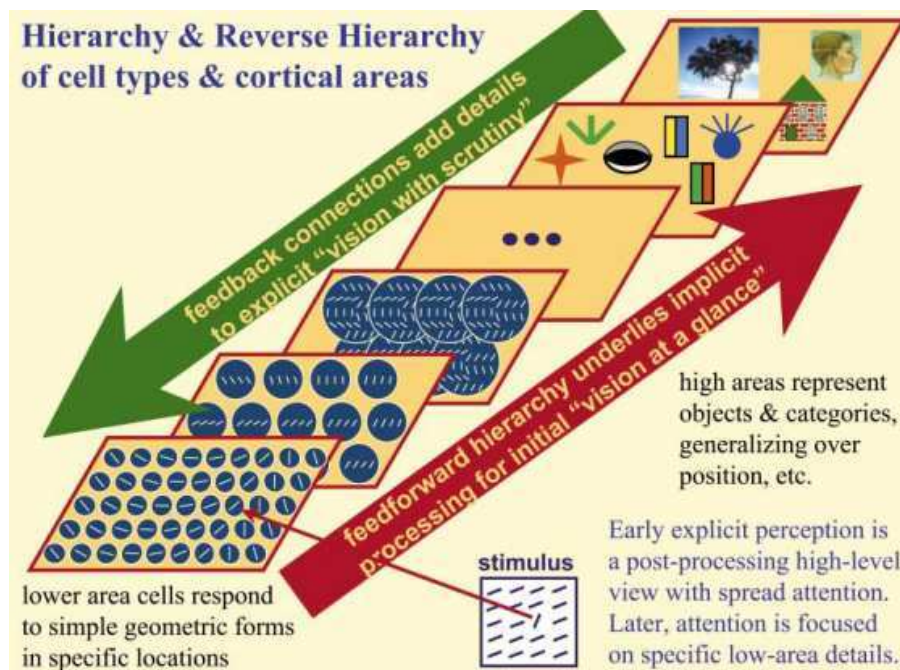 Hierarchy & Reverse Hierarchy
of cell types & cortical areas
feedback connections add details
to explicit “vision with scrutiny”
feedforward hierarchy underlies implicit
processing for initial “vision at a glance”
high areas represent
objects & categories,
generalizing over
position, etc.
stimulus
lower area cells respond
to simple geometric forms
in specific locations
Early explicit perception is
a post-processing high-level
view with spread attention.
Later, attention is focused
on specific low-area details.